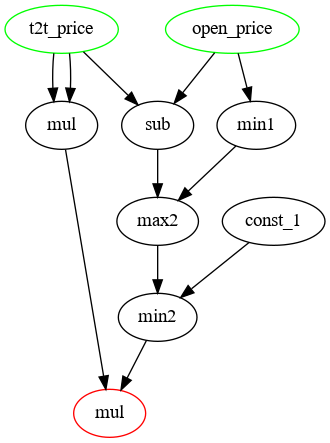 t2t_price
open_price
mul
sub
min1
max2
const_1
min2
mul